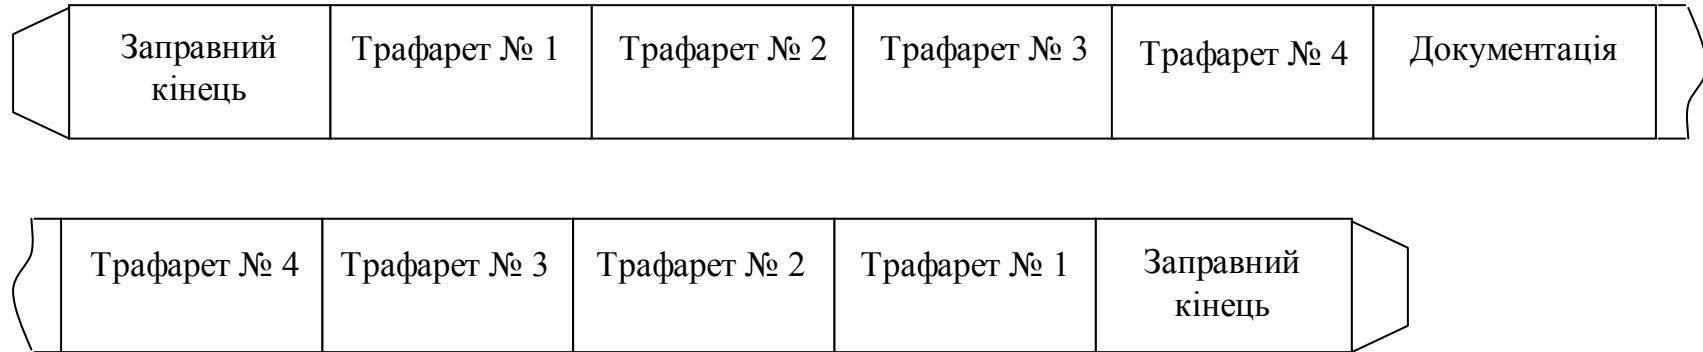 Заправний
кінець
Трафарет № 1
Трафарет № 2
Трафарет № 3
Трафарет № 4
Документація
Трафарет № 4
Трафарет № 3
Трафарет № 2
Трафарет № 1
Заправний
кінець